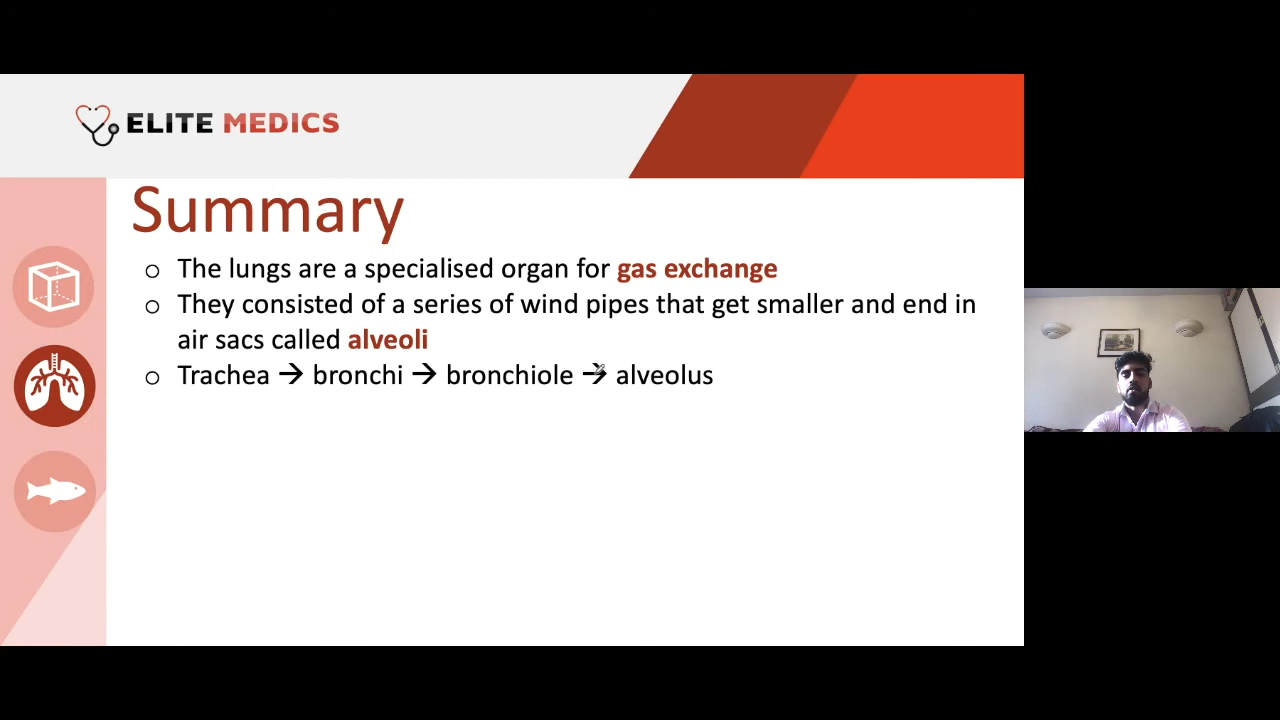 ELITE MEDICS
Summary
o The lungs are a specialised organ for gas exchange
o They consisted of a series of wind pipes that get smaller and end in
air sacs called alveoli
o Trachea → bronchi → bronchiole → alveolus